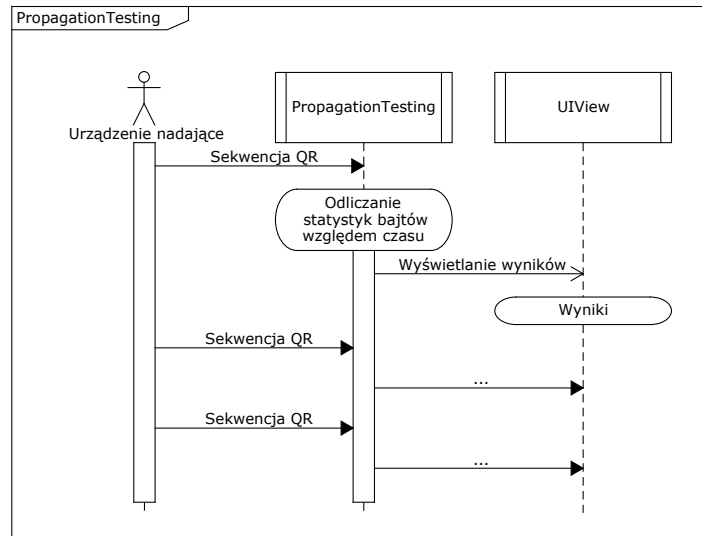 PropagationTesting
Urządzenie nadające
PropagationTesting
UIView
Sekwencja QR
Odliczanie
statystyk bajtów
względem czasu
Wyświetlanie wyników
Wyniki
Sekwencja QR
...
Sekwencja QR
...